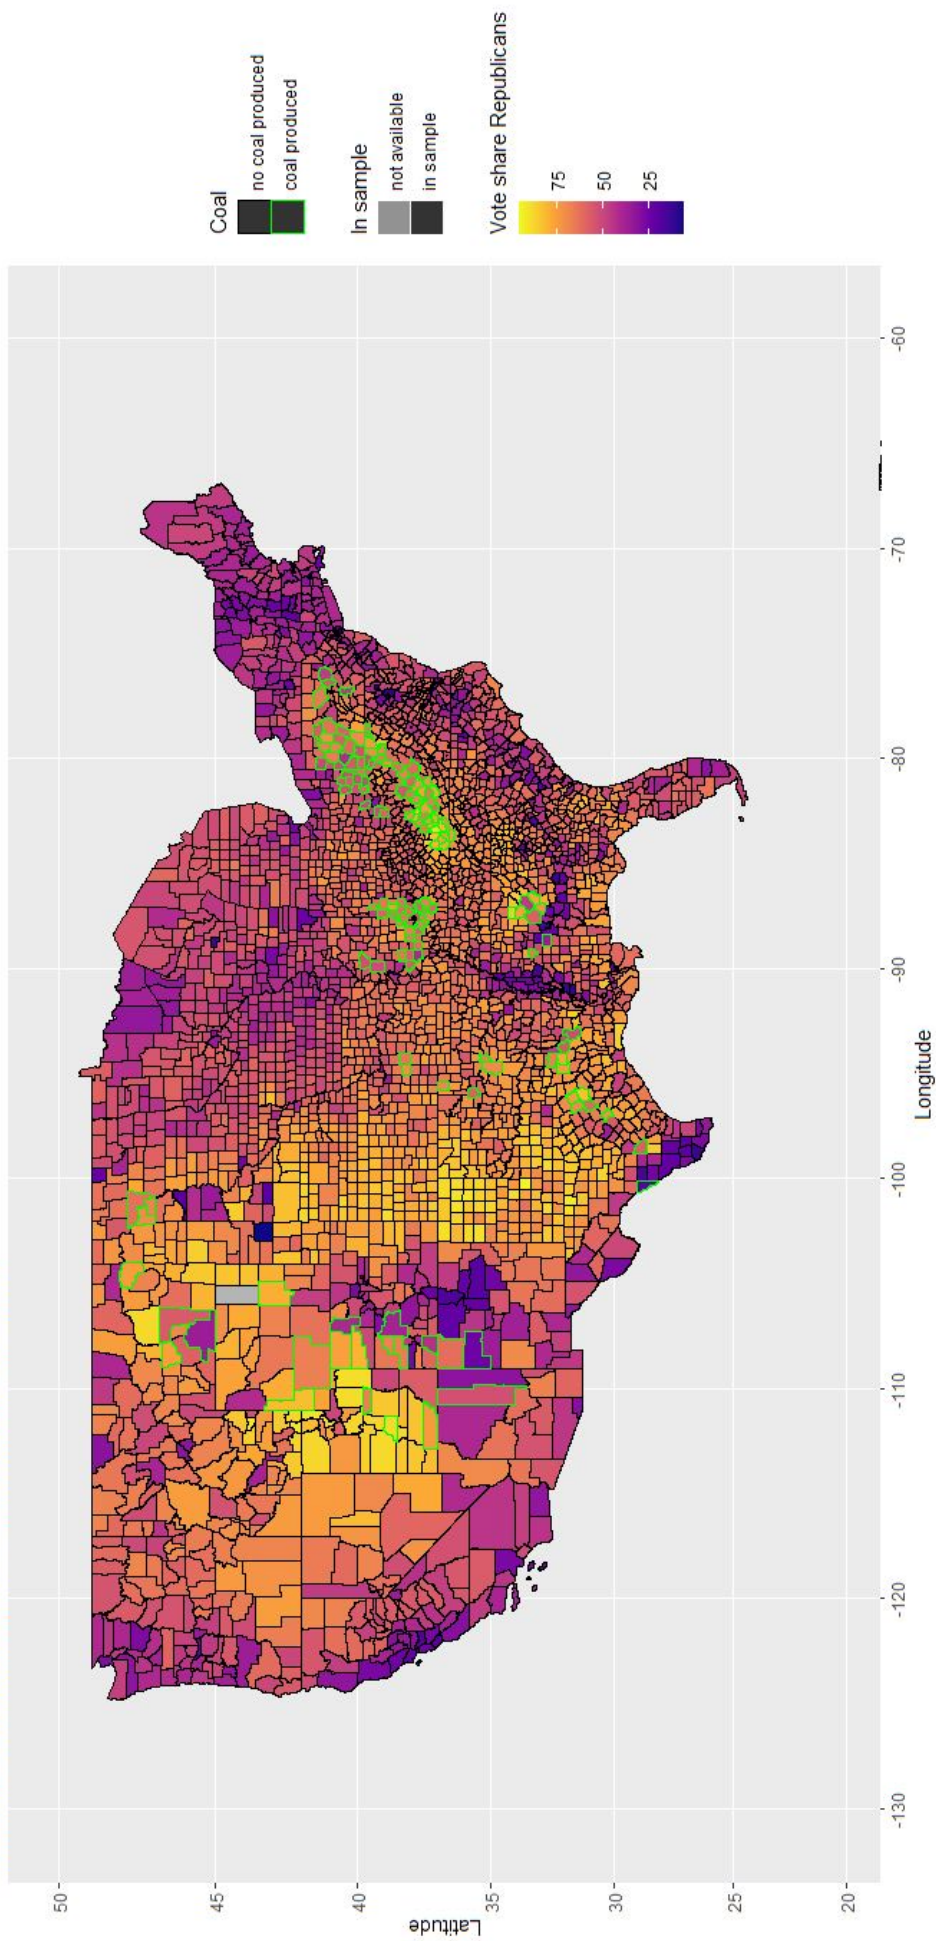 Coal
no coal produced
coal produced
In sample
not available
in sample
Vote share Republicans
75
50
25
50
45
40
35
30
25
20
Latitude
-130
-120
-110
-100
-90
-80
-70
-60
Longitude